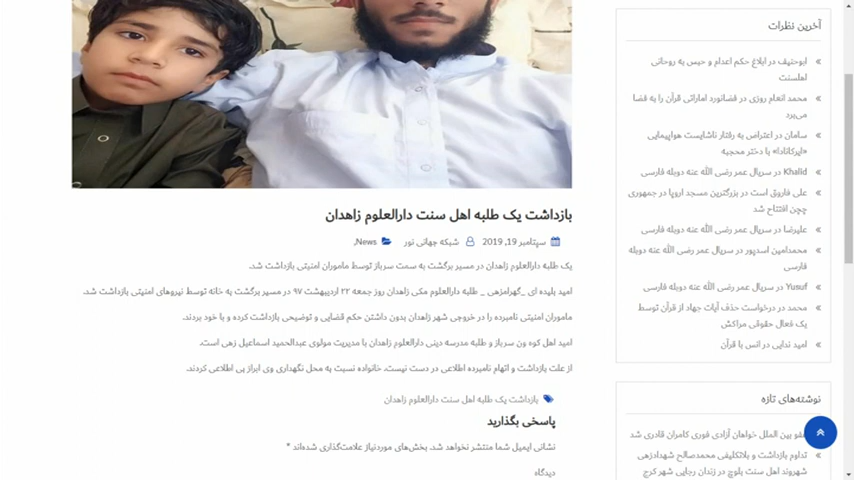 بازداشت یک طلبه اهل سنت دارالعلوم زاهدان
سپتامبر 19, 2019 شبکه جهانی نور News,
یک طلبه دارالعلوم زاهدان در مسیر برگشت به سمت سرباز توسط ماموران امنیتی بازداشت شد.
امید بلیده ای _گهرامزهی _ طلبه دارالعلوم مکی زاهدان روز جمعه ۲۲ اردیبهشت ۹۷ در مسیر برگشت به خانه توسط نیروهای امنیتی بازداشت شد.
ماموران امنیتی نامبرده را در خروجی شهر زاهدان بدون داشتن حکم قضایی و توضیحی بازداشت کرده و با خود بردند.
امید اهل کوه ون سرباز و طلبه مدرسه دینی دارالعلوم زاهدان با مدیریت مولوی عبدالحمید اسماعیل زهی است.
از علت بازداشت و اتهام نامبرده اطلاعی در دست نیست. خانواده نسبت به محل نگهداری وی ابراز بی اطلاعی کردند.
بازداشت یک طلبه اهل سنت دارالعلوم زاهدان
پاسخی بگذارید
نشانی ایمیل شما منتشر نخواهد شد. بخش‌های موردنیاز علامت‌گذاری شده‌اند *
دیدگاه
آخرین نظرات
ابوحنیف در ابلاغ حکم اعدام و حبس به روحانی
اهلسنت
محمد انعام روزی در فضانورد اماراتی قرآن را به فضا
می‌برد
سامان در اعتراض به رفتار ناشایست هواپیمایی
«ایرکانادا» با دختر محجبه
Khalid در سریال عمر رضی الله عنه دوبله فارسی
علی فاروق است در بزرگترین مسجد اروپا در جمهوری
چچن افتتاح شد
علیرضا در سریال عمر رضی الله عنه دوبله فارسی
محمدامین اسدپور در سریال عمر رضی الله عنه دوبله
فارسی
Yusuf در سریال عمر رضی الله عنه دوبله فارسی
محمد در درخواست حذف آیات جهاد از قرآن توسط
یک فعال حقوقی مراکش
امید ندایی در انس با قرآن
نوشته‌های تازه
عفو بین الملل خواهان آزادی فوری کامران قادری شد
تداوم بازداشت و بلاتکلیفی محمدصالح شهدادزهی
شهروند اهل سنت بلوچ در زندان رجایی شهر کرج